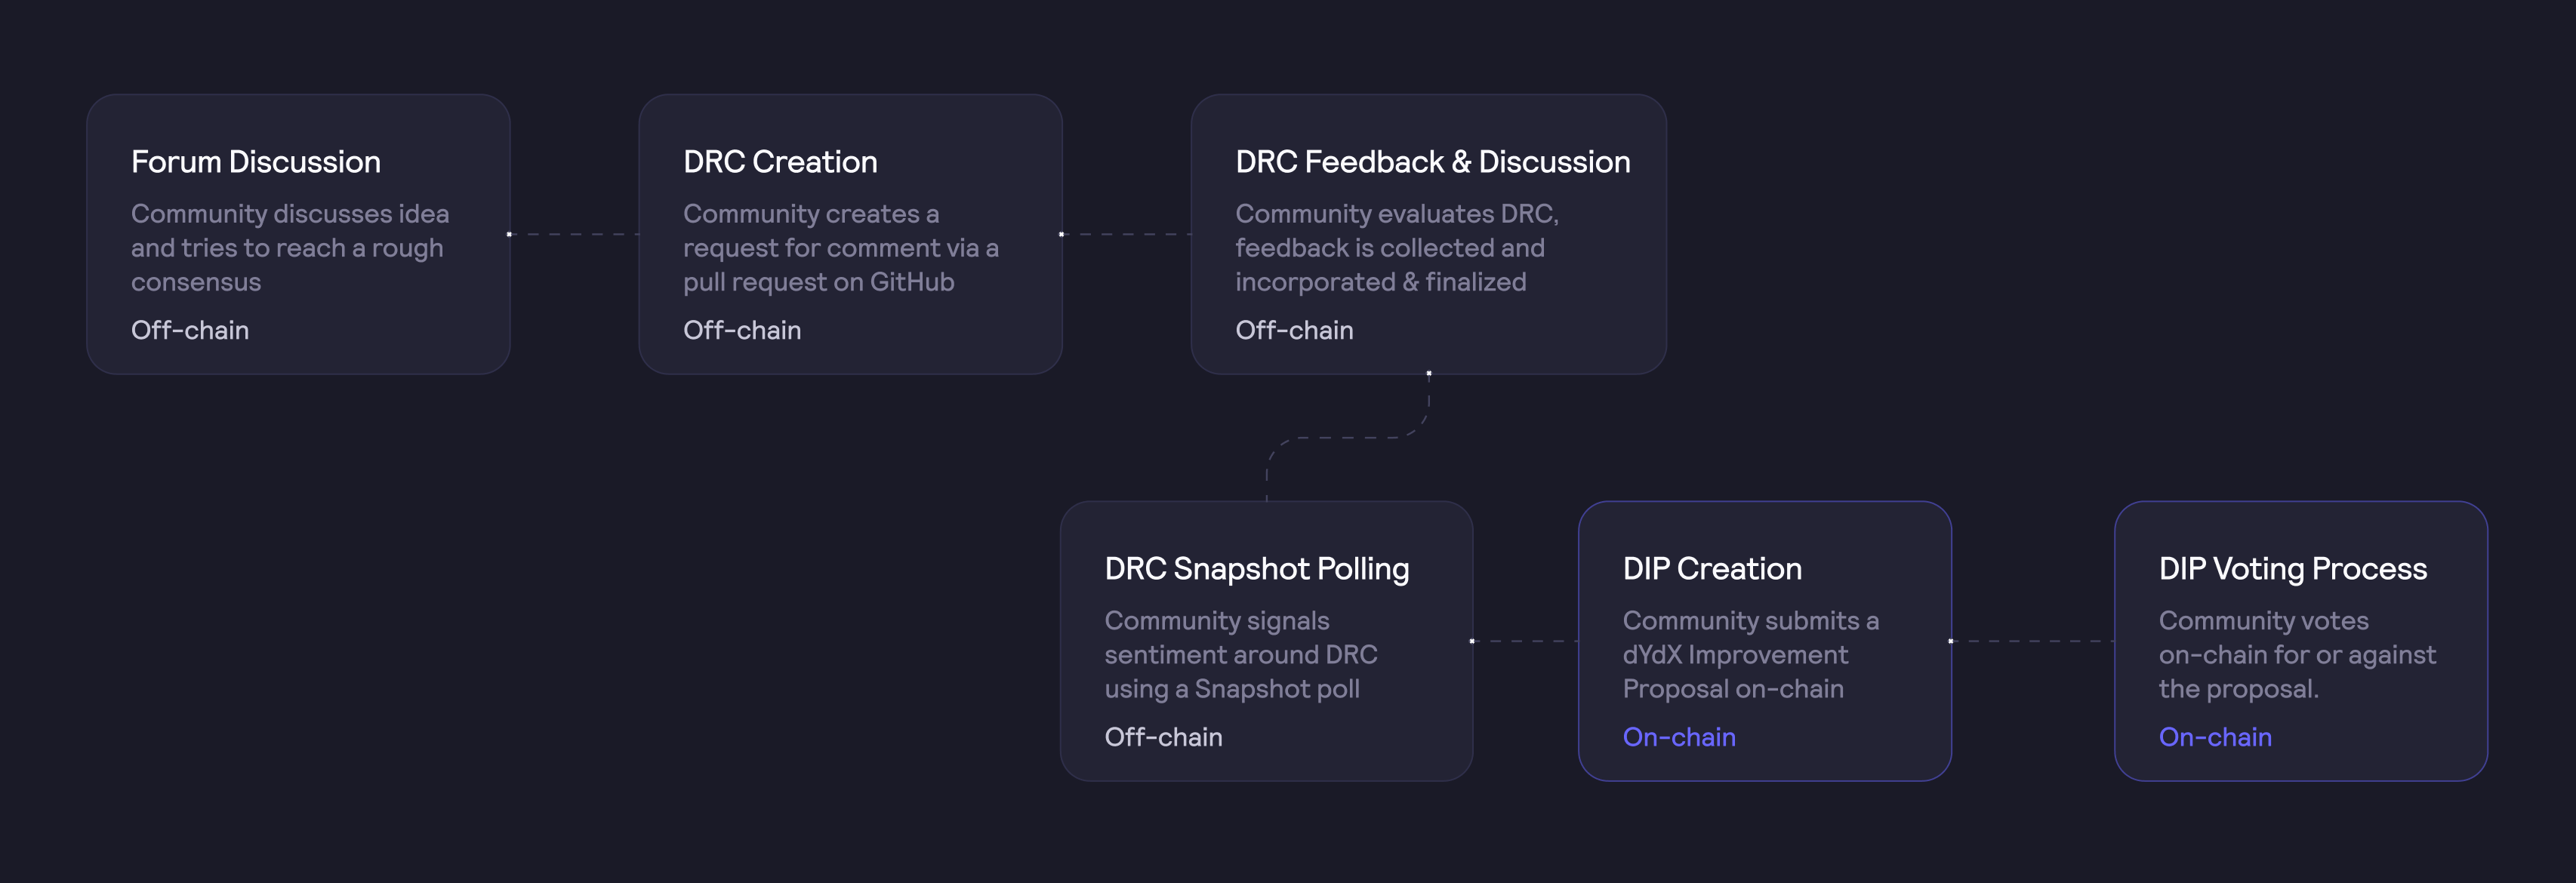 Forum Discussion
Community discusses idea
and tries to reach a rough
consensus
Off-chain
DRC Creation
Community creates a
request for comment via a
pull request on GitHub
Off-chain
DRC Feedback & Discussion
Community evaluates DRC,
feedback is collected and
incorporated & finalized
Off-chain
DRC Snapshot Polling
Community signals
sentiment around DRC
using a Snapshot poll
Off-chain
DIP Creation
Community submits a
dYdX Improvement
Proposal on-chain
On-chain
DIP Voting Process
Community votes
on-chain for or against
the proposal.
On-chain